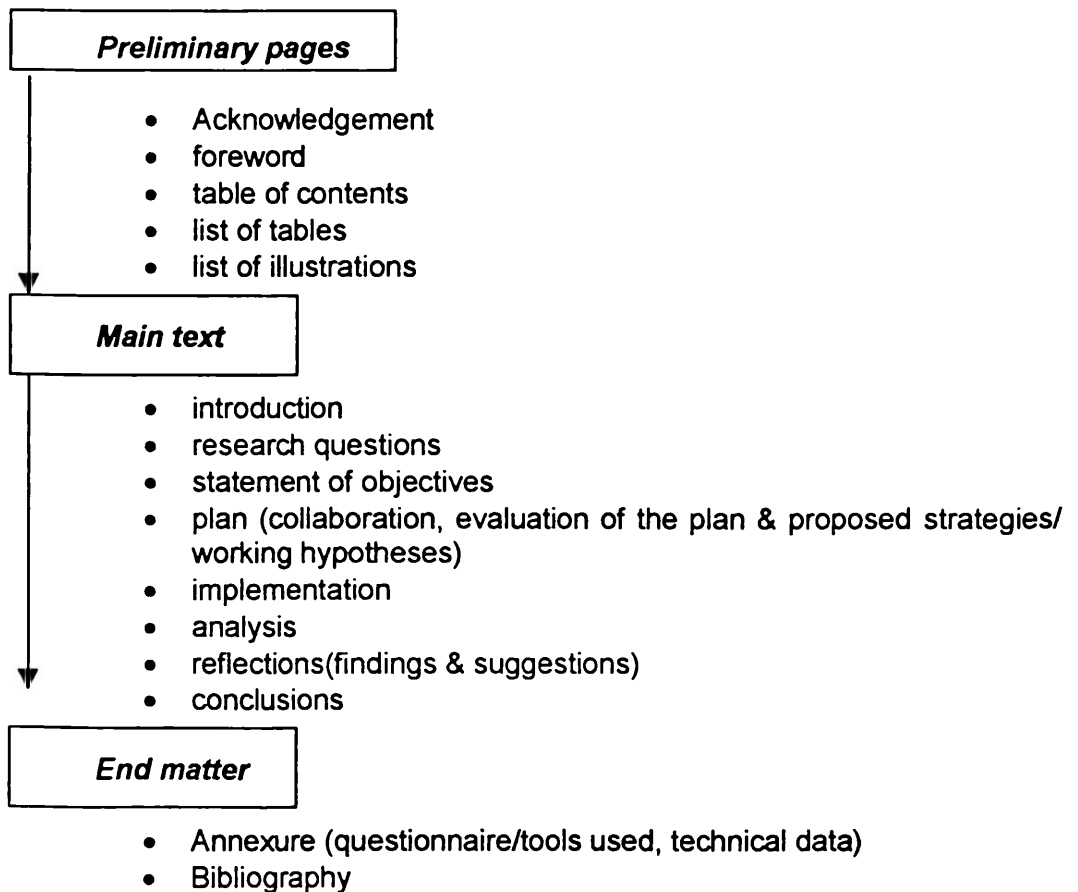 Preliminary pages
• Acknowledgement
• foreword
• table of contents
• list of tables
• list of illustrations
Main text
• introduction
• research questions
• statement of objectives
• plan (collaboration, evaluation of the plan & proposed strategies/
working hypotheses)
• implementation
• analysis
• reflections(findings & suggestions)
• conclusions
End matter
• Annexure (questionnaire/tools used, technical data)
• Bibliography